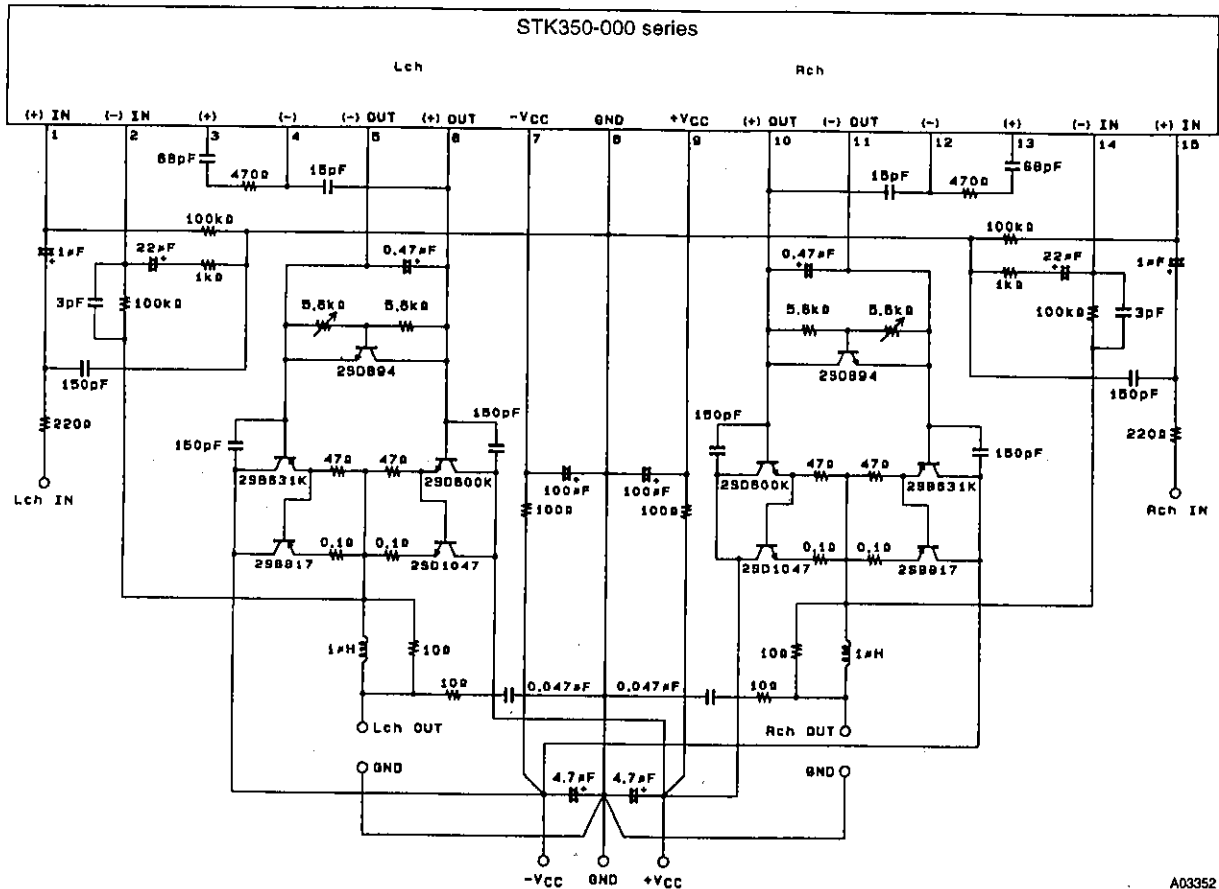 STK350-000 series
Lch Rch
(+) IN (-) IN (+) (-) (-) OUT (+) OUT -VCC GND +VCC (+) OUT (-) OUT (-) (+) (-) IN (+) IN
1 2 3 4 5 6 7 8 9 10 11 12 13 14 15
68pF 68pF
470Ω 15pF 15pF 470Ω
100kΩ 100kΩ
1μF 22μF 0.47μF 0.47μF 22μF 1μF
1kΩ 1kΩ
3pF 100kΩ 5.6kΩ 5.6kΩ 5.6kΩ 5.6kΩ 100kΩ 3pF
2SD894 2SD894
150pF 150pF
220Ω 150pF 150pF 150pF 150pF 220Ω
47Ω 47Ω 47Ω 47Ω
2SB631K 2SD600K 2SD600K 2SB631K
100μF 100μF
Lch IN 100Ω 100Ω Rch IN
0.1Ω 0.1Ω 0.1Ω 0.1Ω
2SB817 2SD1047 2SD1047 2SB817
1μH 10Ω 10Ω 1μH
10Ω 0.047μF 0.047μF 10Ω
Lch OUT Rch OUT
GND 4.7μF 4.7μF GND
-VCC GND +VCC
A03352